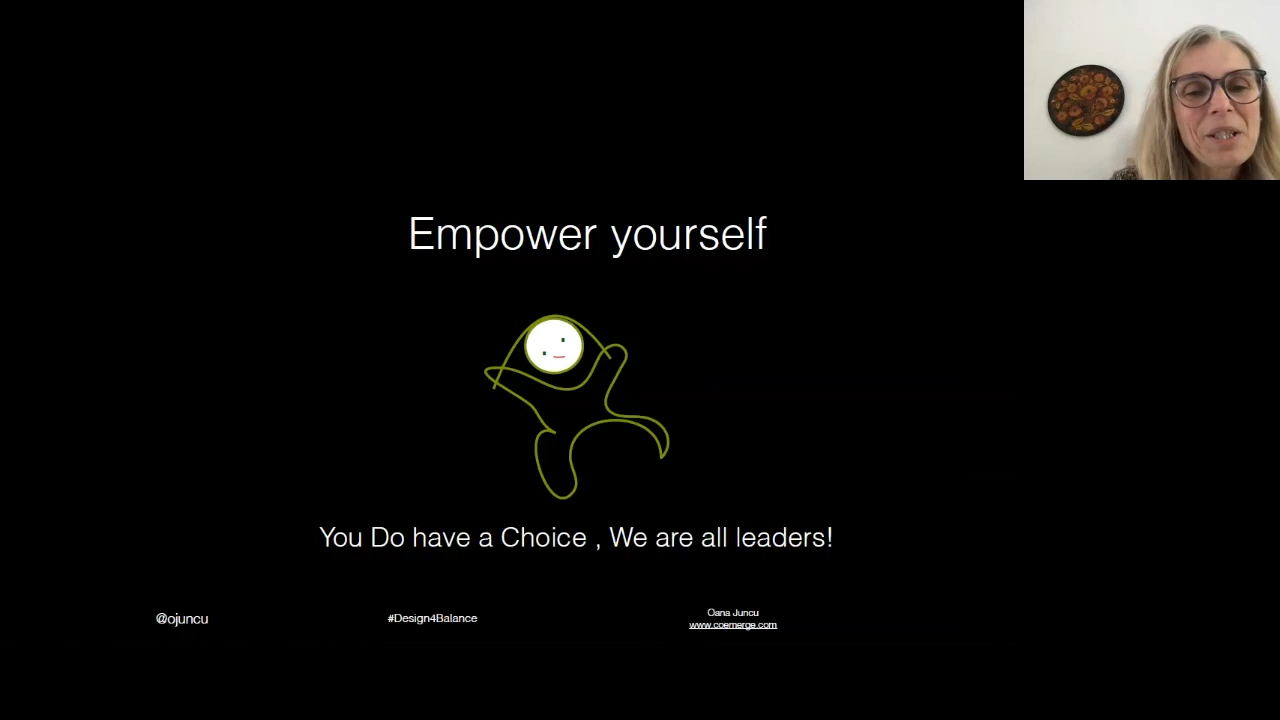 Empower yourself
You Do have a Choice , We are all leaders!
@ojuncu
#Design4Balance
Oana Juncu
www.coemerge.com